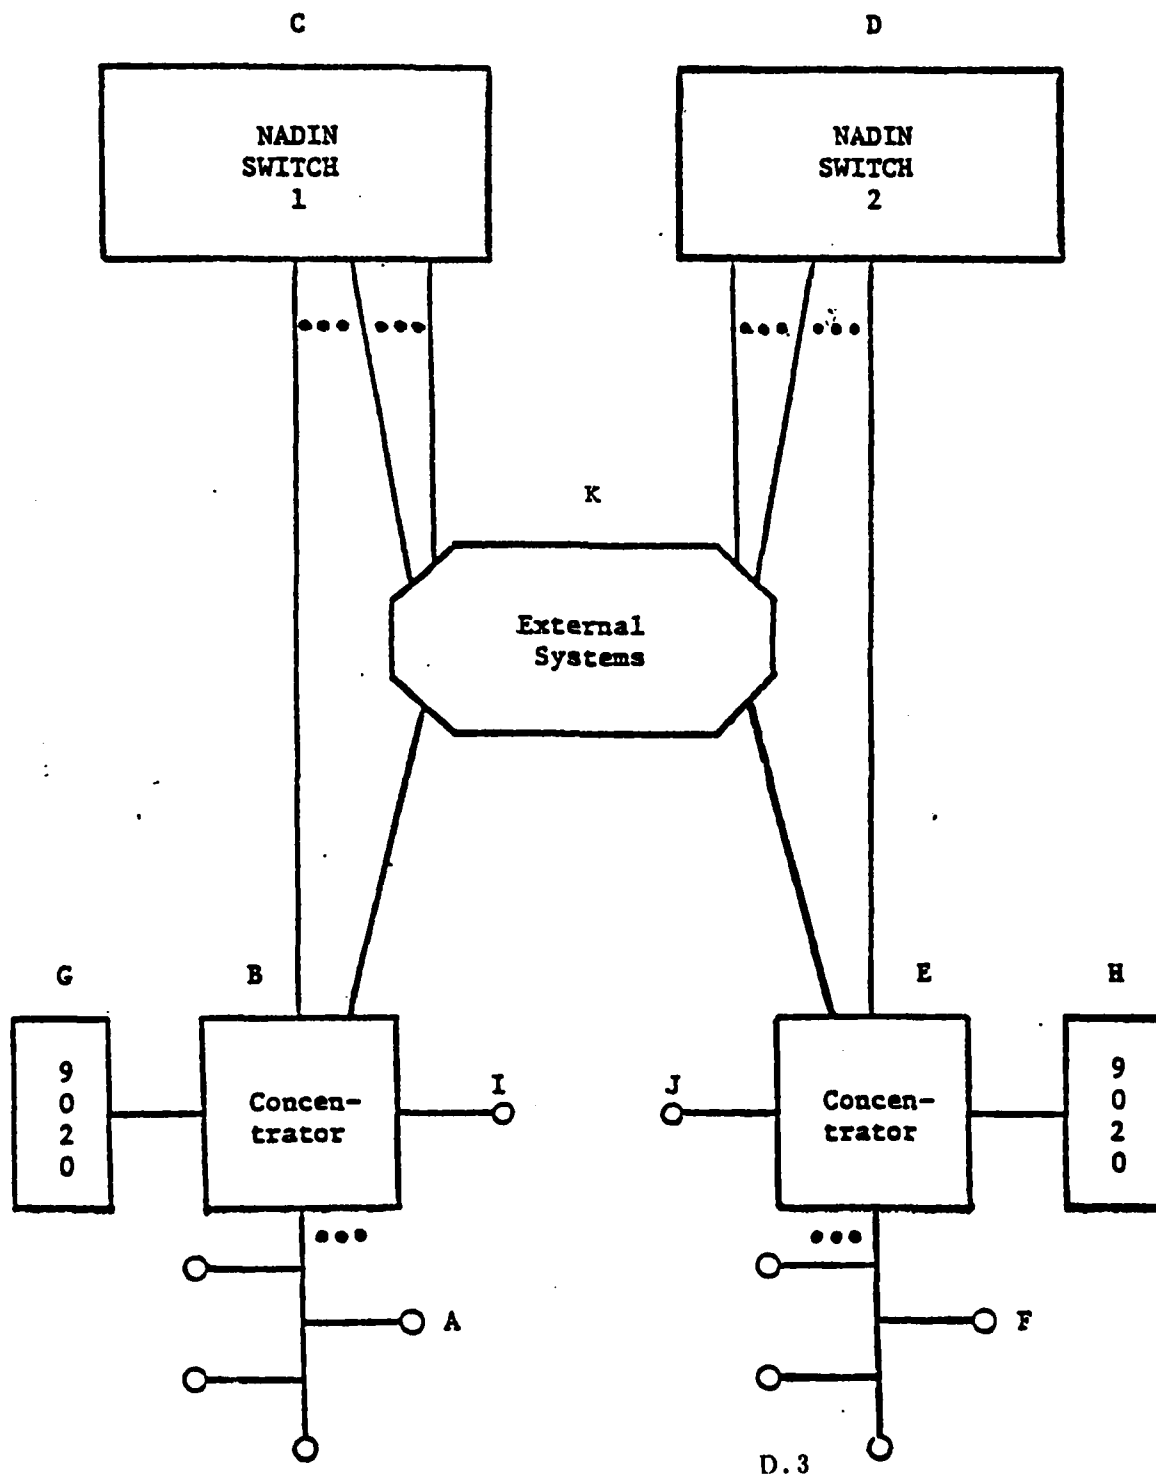 C
D
NADIN
SWITCH
1
NADIN
SWITCH
2
K
External
Systems
G
B
E
H
9
0
2
0
Concen-
trator
I
J
Concen-
trator
9
0
2
0
A
F
D.3